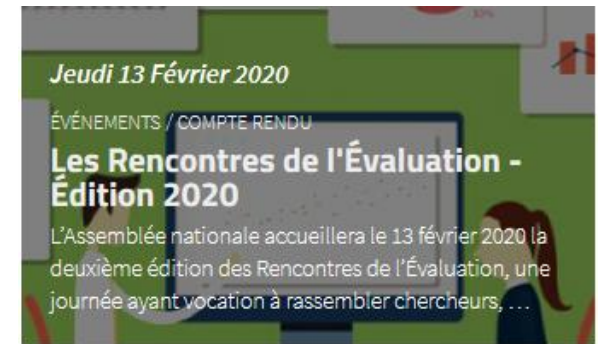 Jeudi 13 Février 2020
ÉVÉNEMENTS / COMPTE RENDU
Les Rencontres de l'Évaluation -
Édition 2020
L'Assemblée nationale accueillera le 13 février 2020 la
deuxième édition des Rencontres de l'Évaluation, une
journée ayant vocation à rassembler chercheurs, …